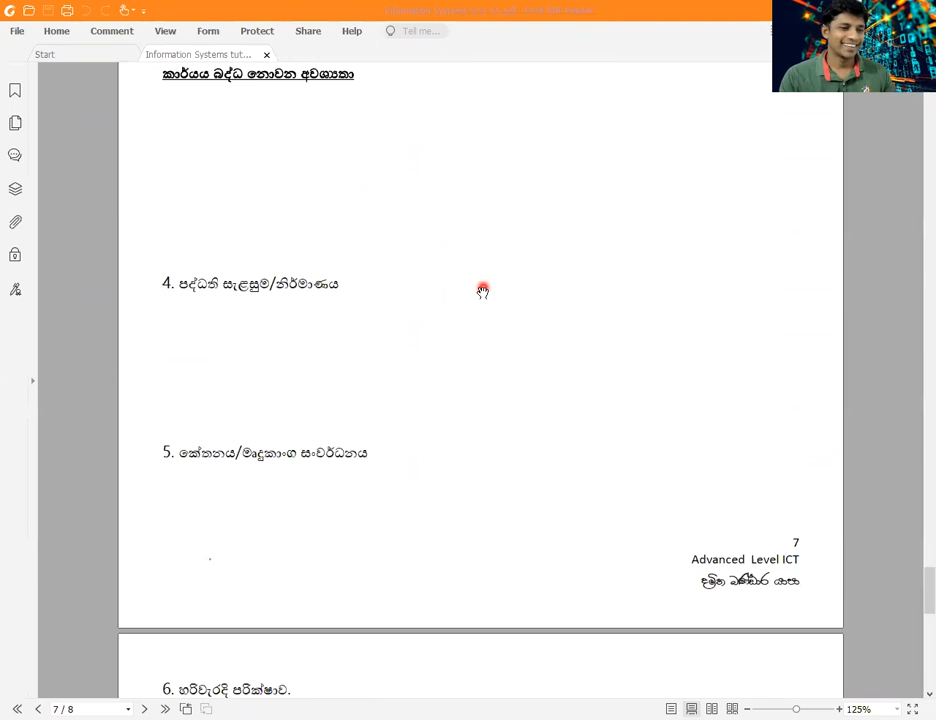 File Home Comment View Form Protect Share Help Tell me...
Start Information Systems tut...
කාර්යය බද්ධ නොවන අවශ්‍යතා
4. පද්ධති සැළසුම/නිර්මාණය
5. කේතනය/මෘදුකාංග සංවර්ධනය
7
Advanced Level ICT
දමිත බණ්ඩාර යාපා
6. හරිවැරදි පරික්ෂාව.
7 / 8 125%